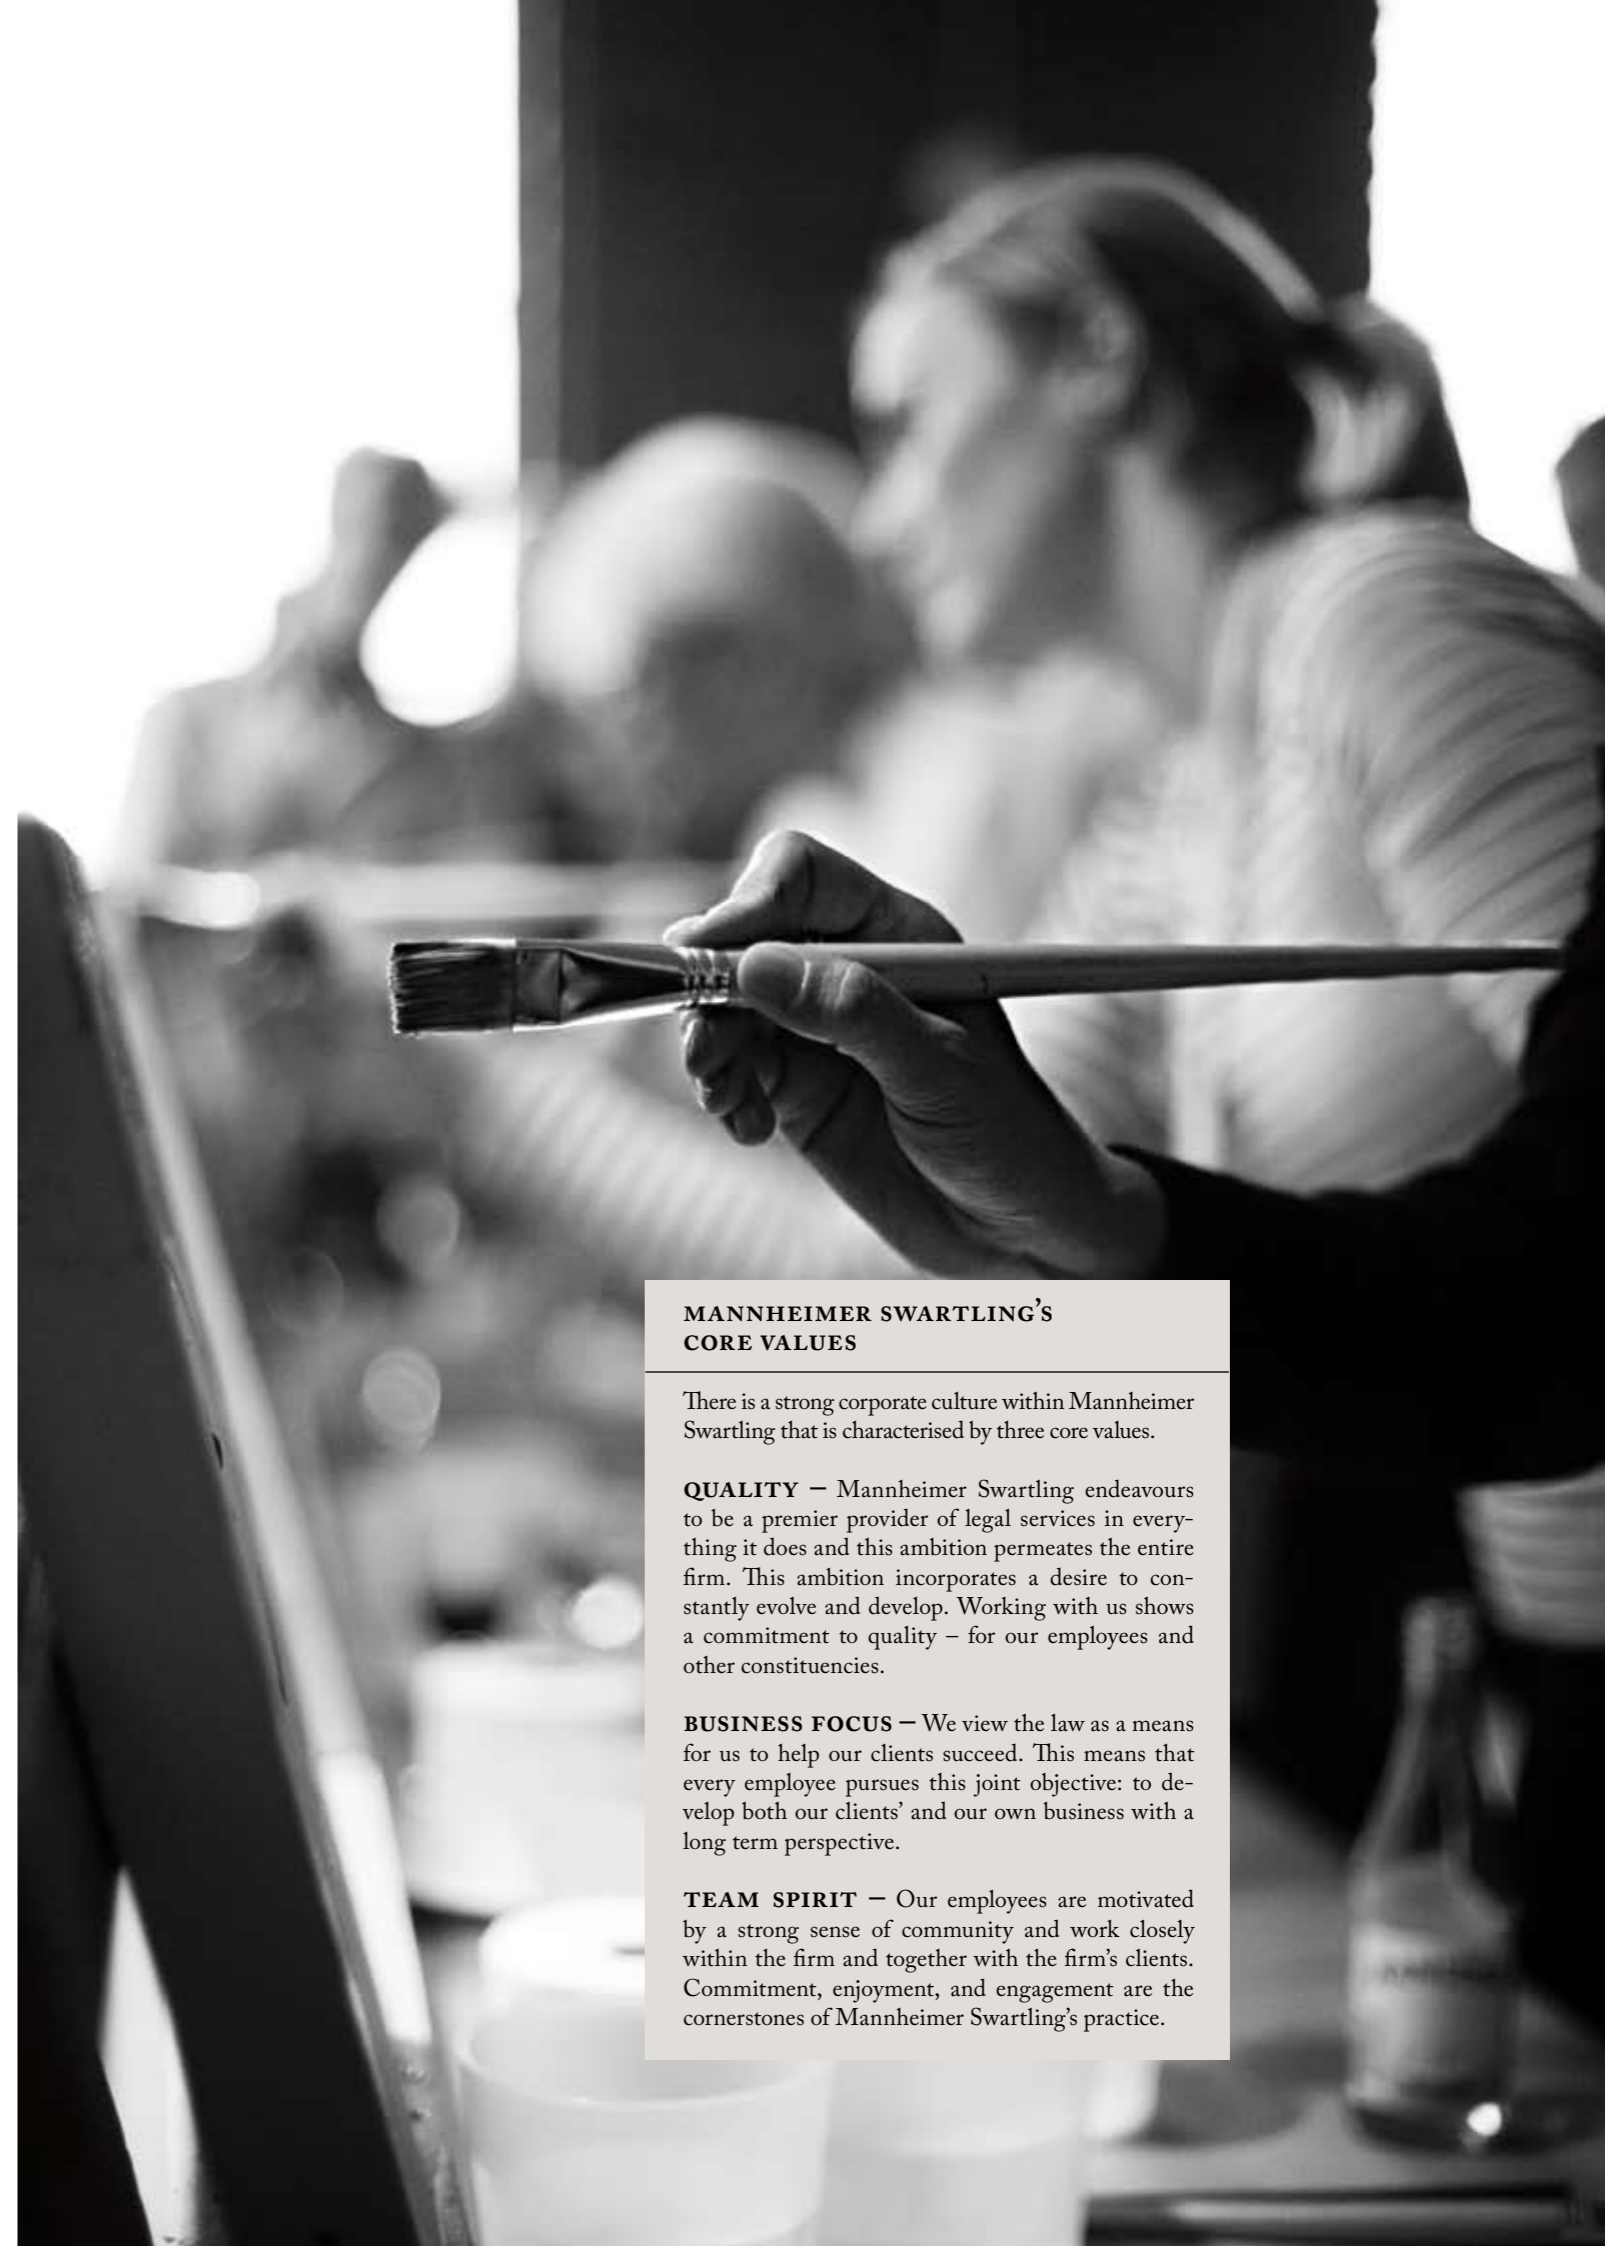 MANNHEIMER SWARTLING’S
CORE VALUES
There is a strong corporate culture within Mannheimer
Swartling that is characterised by three core values.
QUALITY – Mannheimer Swartling endeavours
to be a premier provider of legal services in every-
thing it does and this ambition permeates the entire
firm. This ambition incorporates a desire to con-
stantly evolve and develop. Working with us shows
a commitment to quality – for our employees and
other constituencies.
BUSINESS FOCUS – We view the law as a means
for us to help our clients succeed. This means that
every employee pursues this joint objective: to de-
velop both our clients’ and our own business with a
long term perspective.
TEAM SPIRIT – Our employees are motivated
by a strong sense of community and work closely
within the firm and together with the firm’s clients.
Commitment, enjoyment, and engagement are the
cornerstones of Mannheimer Swartling’s practice.